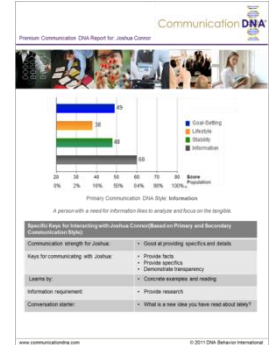 Communication DNA
Premium Communication DNA Report for: Joshua Connor
49
38
48
68
Goal-Setting
Lifestyle
Stability
Information
20 30 40 50 60 70 80 Score
0% 2% 16% 50% 84% 98% 100% Population
Primary Communication DNA Style: Information
A person with a need for information likes to analyze and focus on the tangible.
Specific Keys for Interacting with Joshua Connor(Based on Primary and Secondary
Communication Style):
Communication strength for Joshua: • Good at providing specifics and details
Keys for communicating with Joshua: • Provide facts
• Provide specifics
• Demonstrate transparency
Learns by: • Concrete examples and reading
Information requirement: • Provide research
Conversation starter: • What is a new idea you have read about lately?
www.communicationdna.com © 2011 DNA Behavior International